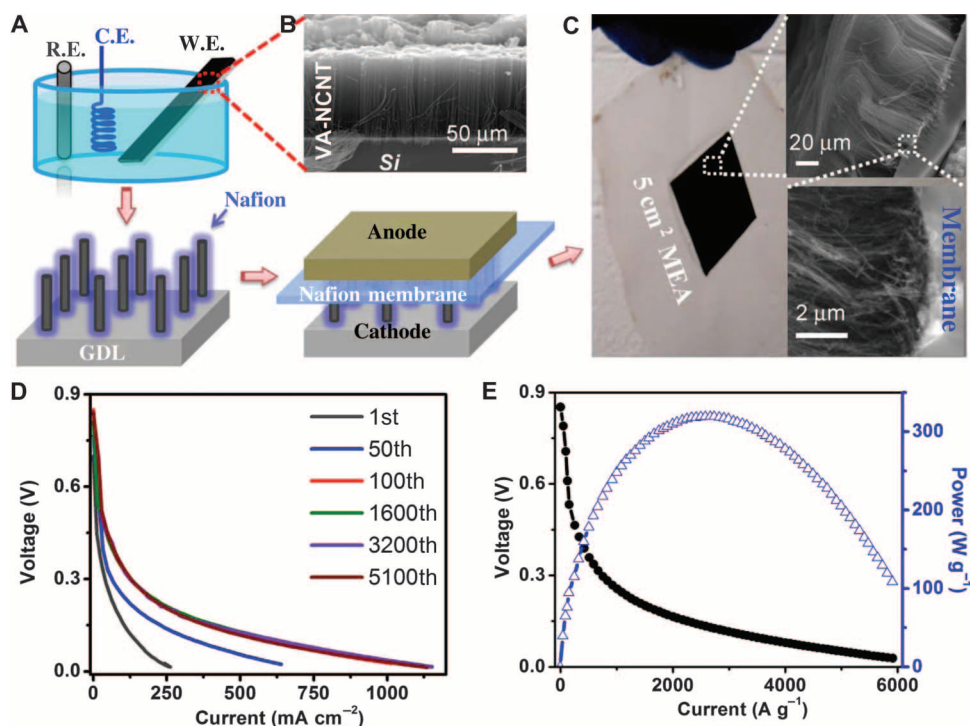 A
R.E.
C.E.
W.E.
B
VA-NCNT
50 μm
Si
C
5 cm² MEA
20 μm
2 μm
Membrane
Nafion
GDL
Anode
Nafion membrane
Cathode
D
Voltage (V)
0.9
0.6
0.3
0.0
0
250
500
750
1000
Current (mA cm⁻²)
1st
50th
100th
1600th
3200th
5100th
E
Voltage (V)
0.9
0.6
0.3
0.0
0
2000
4000
6000
Current (A g⁻¹)
300
200
100
0
Power (W g⁻¹)